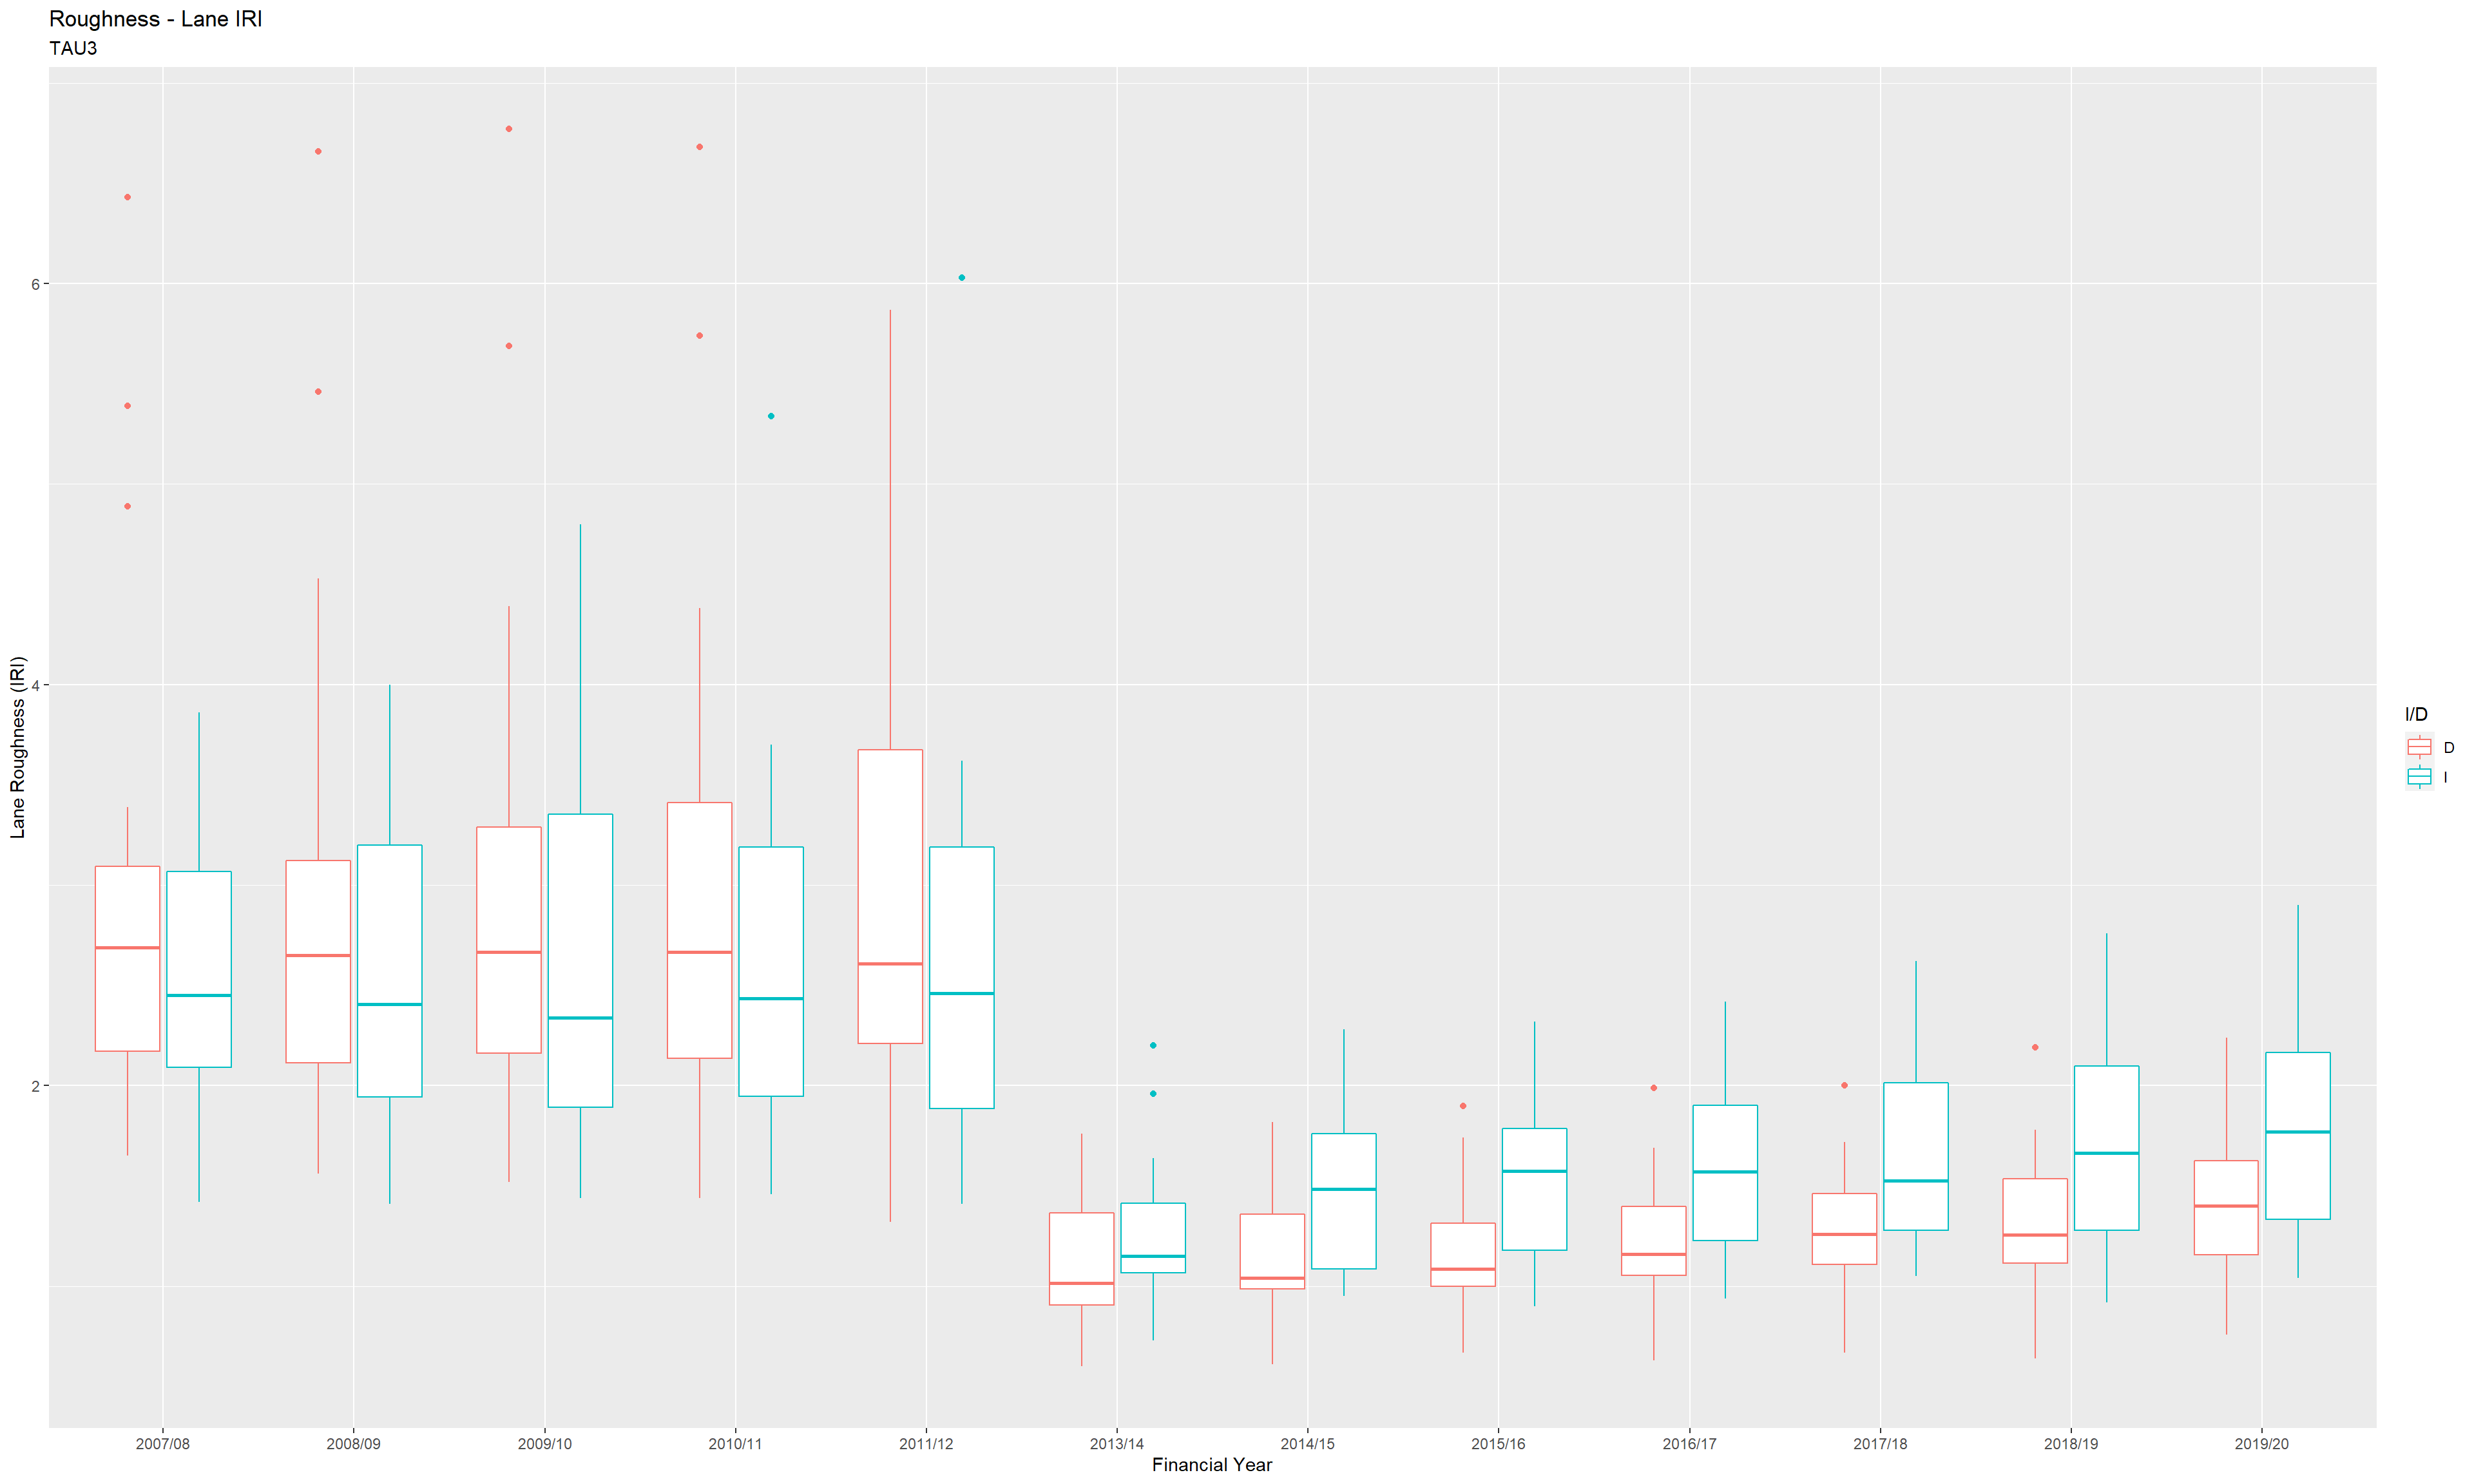 Roughness - Lane IRI
TAU3
Lane Roughness (IRI)
6
4
2
2007/08
2008/09
2009/10
2010/11
2011/12
2013/14
2014/15
2015/16
2016/17
2017/18
2018/19
2019/20
Financial Year
I/D
D
I